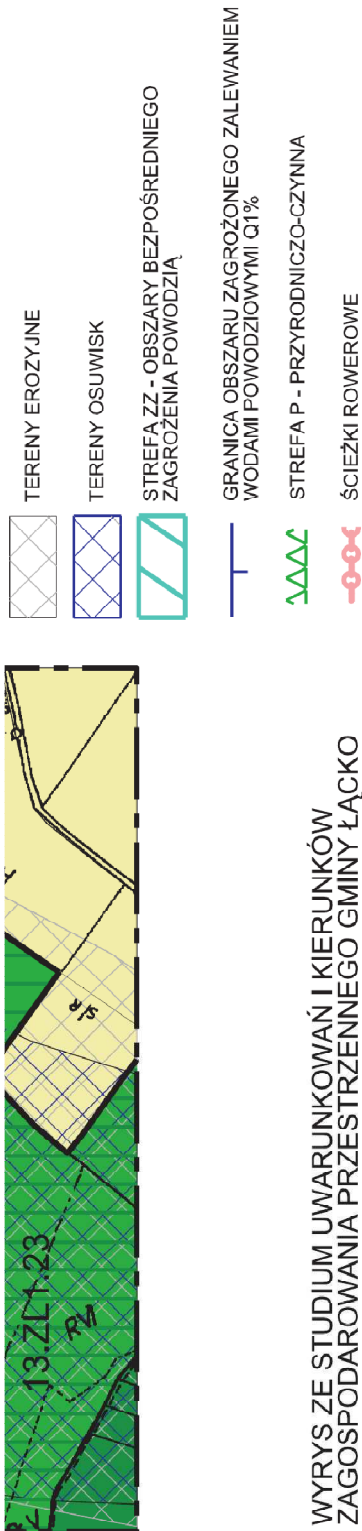 TERENY EROZYJNE
TERENY OSUWISK
STREFA ZZ - OBSZARY BEZPOŚREDNIEGO
ZAGROŻENIA POWODZIĄ
GRANICA OBSZARU ZAGROŻONEGO ZALEWANIEM
WODAMI POWODZIOWYMI Q1%
STREFA P - PRZYRODNICZO-CZYNNA
ŚCIEŻKI ROWEROWE
13.ZL1.23
RVI
S/R
WYRYS ZE STUDIUM UWARUNKOWAŃ I KIERUNKÓW
ZAGOSPODAROWANIA PRZESTRZENNEGO GMINY ŁĄCKO